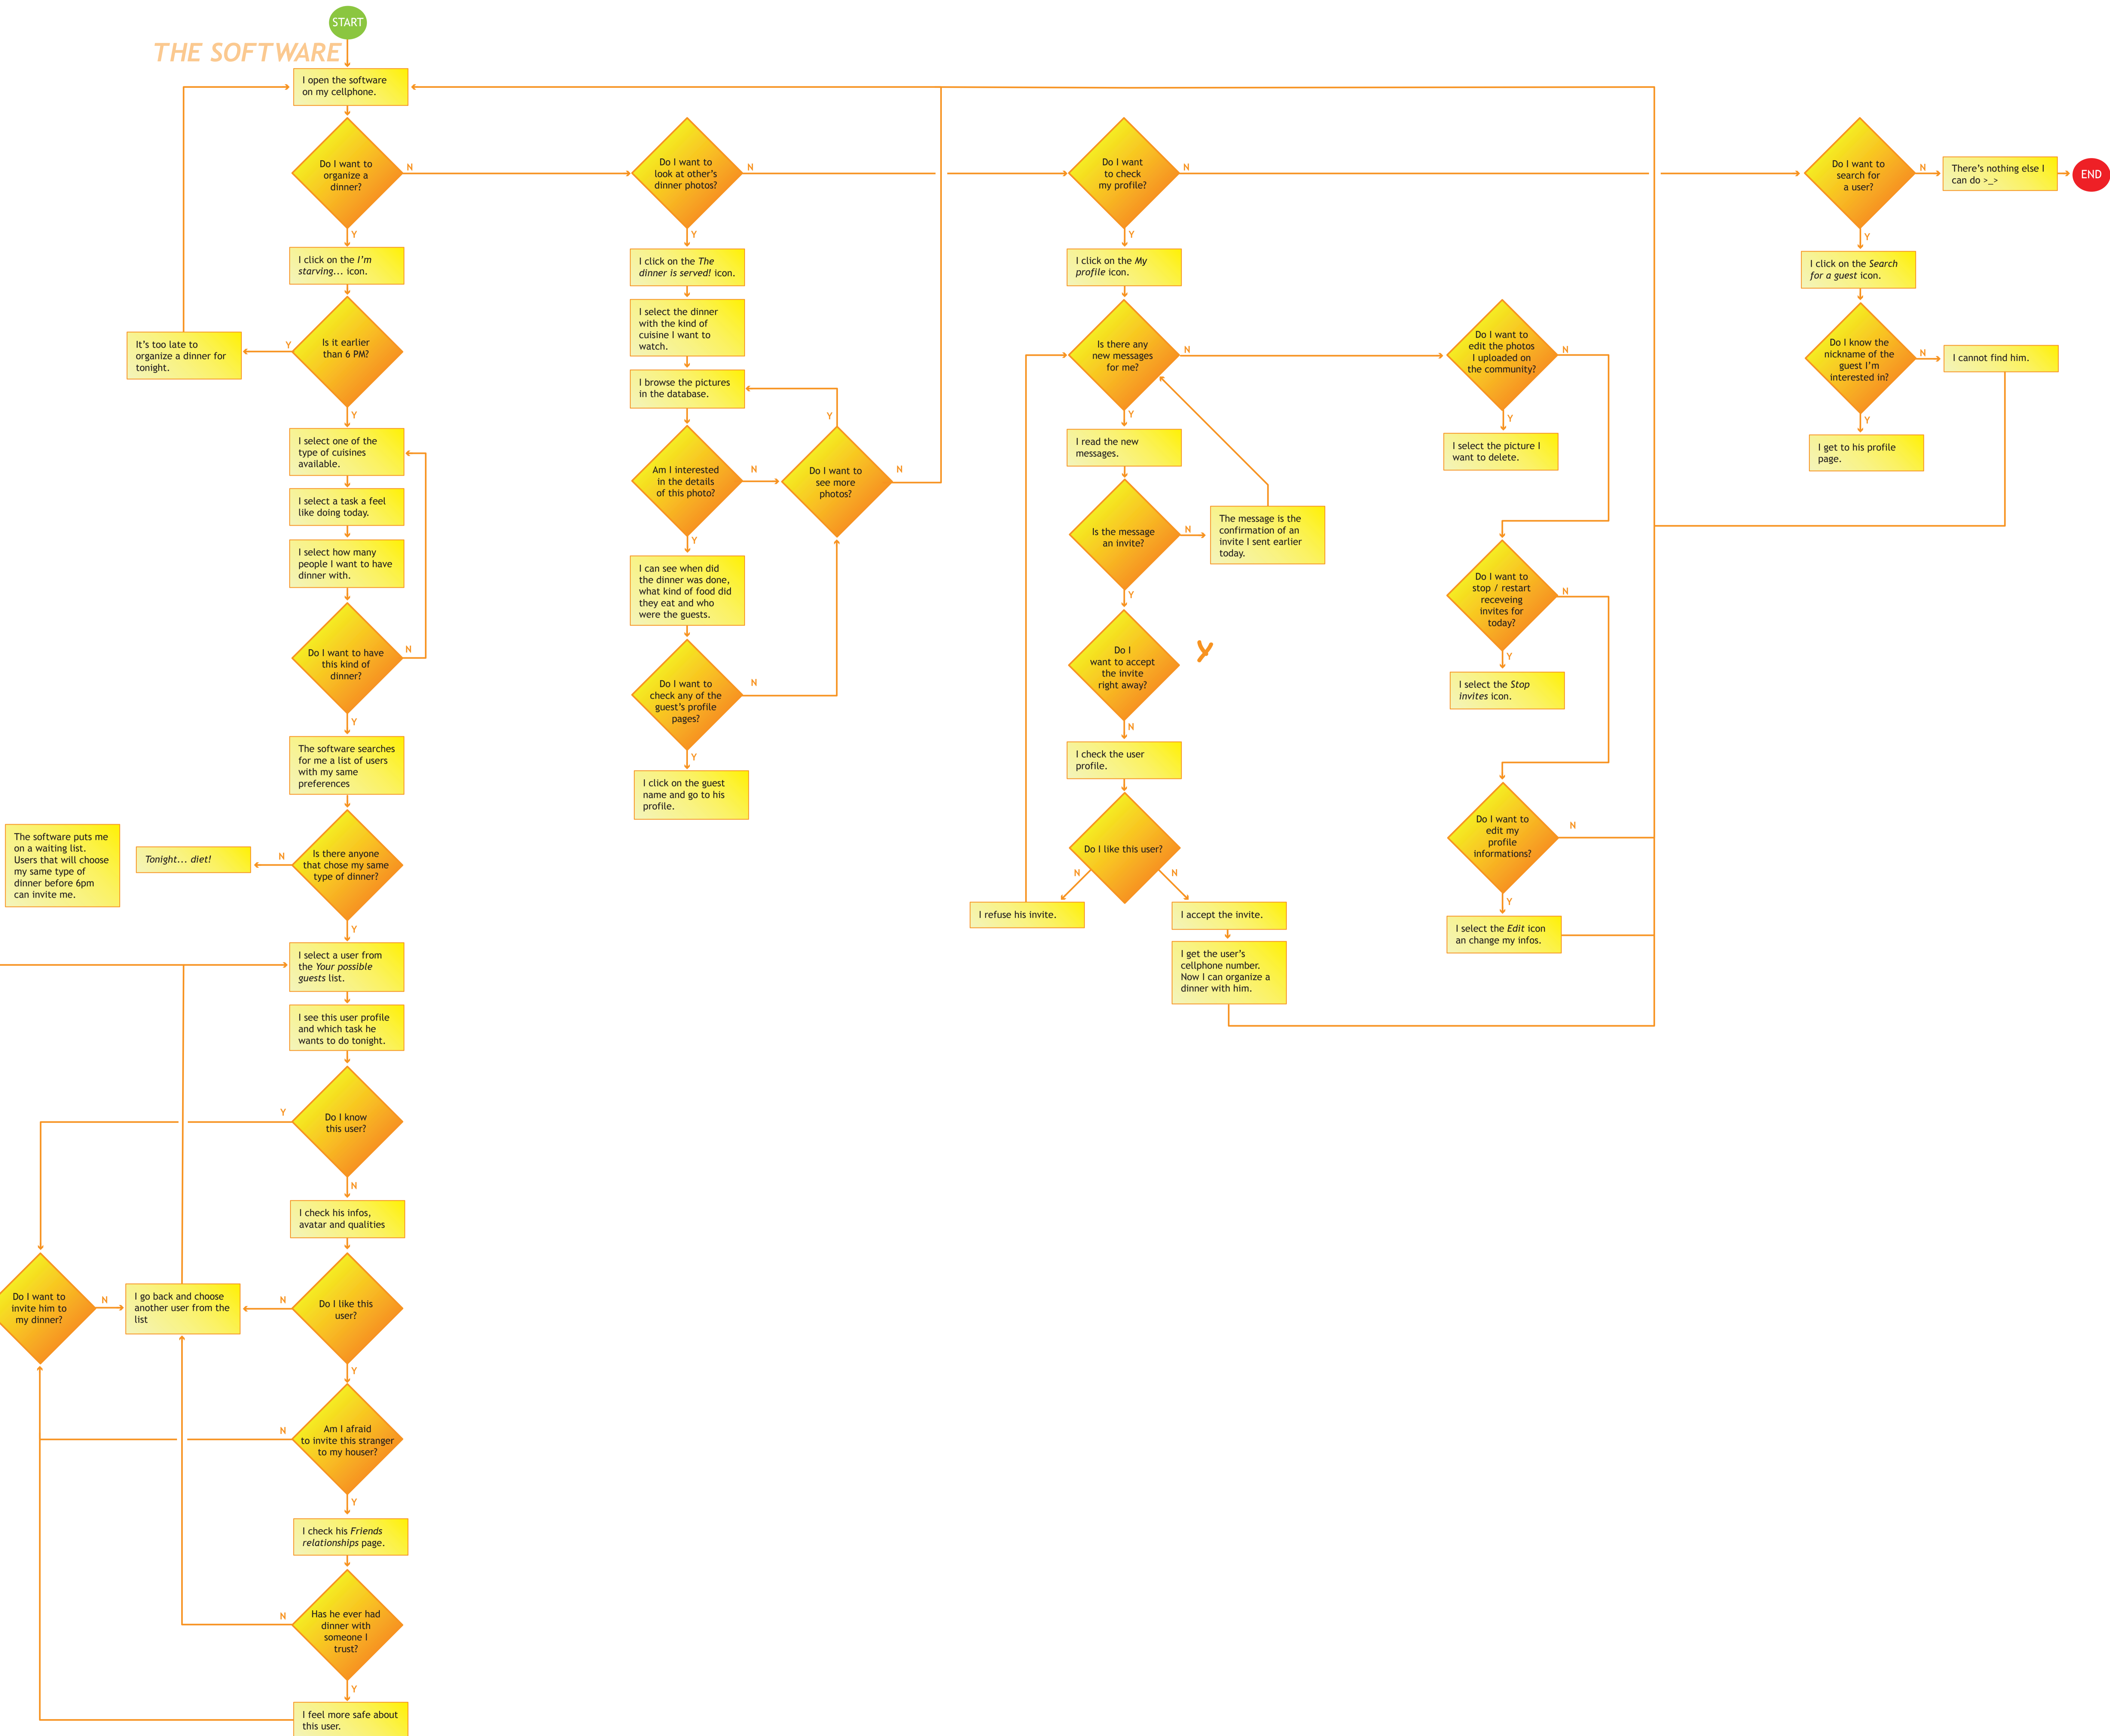 START
THE SOFTWARE
I open the software
on my cellphone.
Do I want to
organize a
dinner?
N
Y
I click on the I'm
starving... icon.
Is it earlier
than 6 PM?
Y
It's too late to
organize a dinner for
tonight.
Y
I select one of the
type of cuisines
available.
I select a task a feel
like doing today.
I select how many
people I want to have
dinner with.
Do I want to have
this kind of
dinner?
N
Y
The software searches
for me a list of users
with my same
preferences
Is there anyone
that chose my same
type of dinner?
N
Tonight... diet!
The software puts me
on a waiting list.
Users that will choose
my same type of
dinner before 6pm
can invite me.
Y
I select a user from
the Your possible
guests list.
I see this user profile
and which task he
wants to do tonight.
Do I know
this user?
Y
N
I check his infos,
avatar and qualities
Do I like this
user?
N
I go back and choose
another user from the
list
N
Do I want to
invite him to
my dinner?
Y
Am I afraid
to invite this stranger
to my houser?
N
Y
I check his Friends
relationships page.
Has he ever had
dinner with
someone I
trust?
N
Y
I feel more safe about
this user.
Do I want to
look at other's
dinner photos?
N
Y
I click on the The
dinner is served! icon.
I select the dinner
with the kind of
cuisine I want to
watch.
I browse the pictures
in the database.
Am I interested
in the details
of this photo?
N
Do I want to
see more
photos?
Y
N
Y
I can see when did
the dinner was done,
what kind of food did
they eat and who
were the guests.
Do I want to
check any of the
guest's profile
pages?
N
Y
I click on the guest
name and go to his
profile.
Do I want
to check
my profile?
N
Y
I click on the My
profile icon.
Is there any
new messages
for me?
N
Y
I read the new
messages.
Is the message
an invite?
N
The message is the
confirmation of an
invite I sent earlier
today.
Y
Do I
want to accept
the invite
right away?
Y
N
I check the user
profile.
Do I like this user?
N
N
I refuse his invite.
I accept the invite.
I get the user's
cellphone number.
Now I can organize a
dinner with him.
Do I want to
edit the photos
I uploaded on
the community?
N
Y
I select the picture I
want to delete.
Do I want to
stop / restart
receveing
invites for
today?
N
Y
I select the Stop
invites icon.
Do I want to
edit my
profile
informations?
N
Y
I select the Edit icon
an change my infos.
Do I want to
search for
a user?
N
There's nothing else I
can do >_>
END
Y
I click on the Search
for a guest icon.
Do I know the
nickname of the
guest I'm
interested in?
N
I cannot find him.
Y
I get to his profile
page.